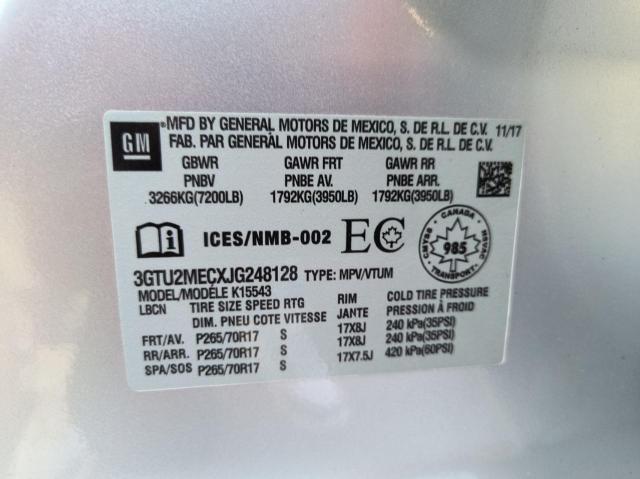 GM
MFD BY GENERAL MOTORS DE MEXICO, S. DE R.L. DE C.V. 11/17
FAB. PAR GENERAL MOTORS DE MEXICO, S. DE R.L. DE C.V.
GBWR GAWR FRT GAWR RR
PNBV PNBE AV. PNBE ARR.
3266KG(7200LB) 1792KG(3950LB) 1792KG(3950LB)
i ICES/NMB-002 EC
CANADA
CMVSS 985 NSVAC
TRANSPORT
3GTU2MECXJG248128 TYPE: MPV/VTUM
MODEL/MODÈLE K15543
LBCN TIRE SIZE SPEED RTG RIM COLD TIRE PRESSURE
DIM. PNEU COTE VITESSE JANTE PRESSION À FROID
FRT/AV. P265/70R17 S 17X8J 240 kPa(35PSI)
RR/ARR. P265/70R17 S 17X8J 240 kPa(35PSI)
SPA/SOS P265/70R17 S 17X7.5J 420 kPa(60PSI)